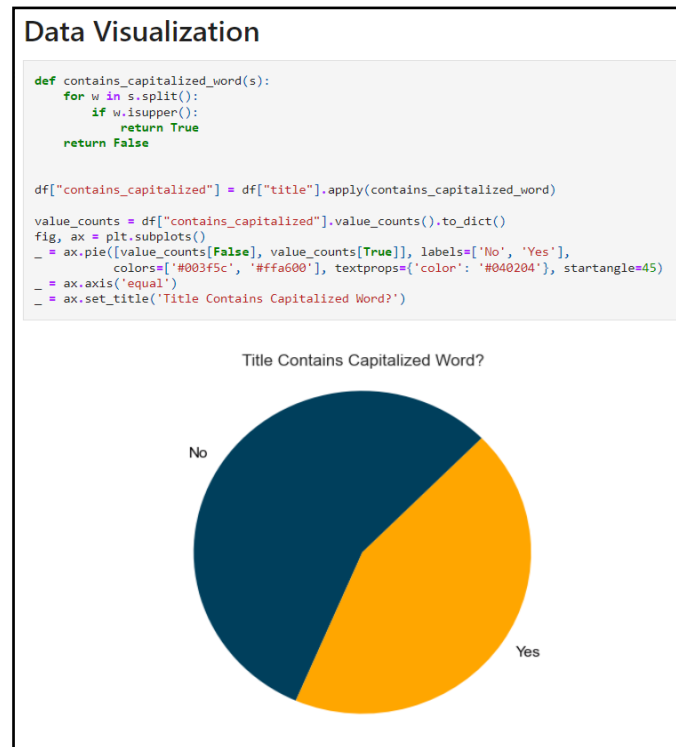 Data Visualization
def contains_capitalized_word(s):
    for w in s.split():
        if w.isupper():
            return True
    return False
df["contains_capitalized"] = df["title"].apply(contains_capitalized_word)
value_counts = df["contains_capitalized"].value_counts().to_dict()
fig, ax = plt.subplots()
_ = ax.pie([value_counts[False], value_counts[True]], labels=['No', 'Yes'],
           colors=['#003f5c', '#ffa600'], textprops={'color': '#040204'}, startangle=45)
_ = ax.axis('equal')
_ = ax.set_title('Title Contains Capitalized Word?')
Title Contains Capitalized Word?
No
Yes